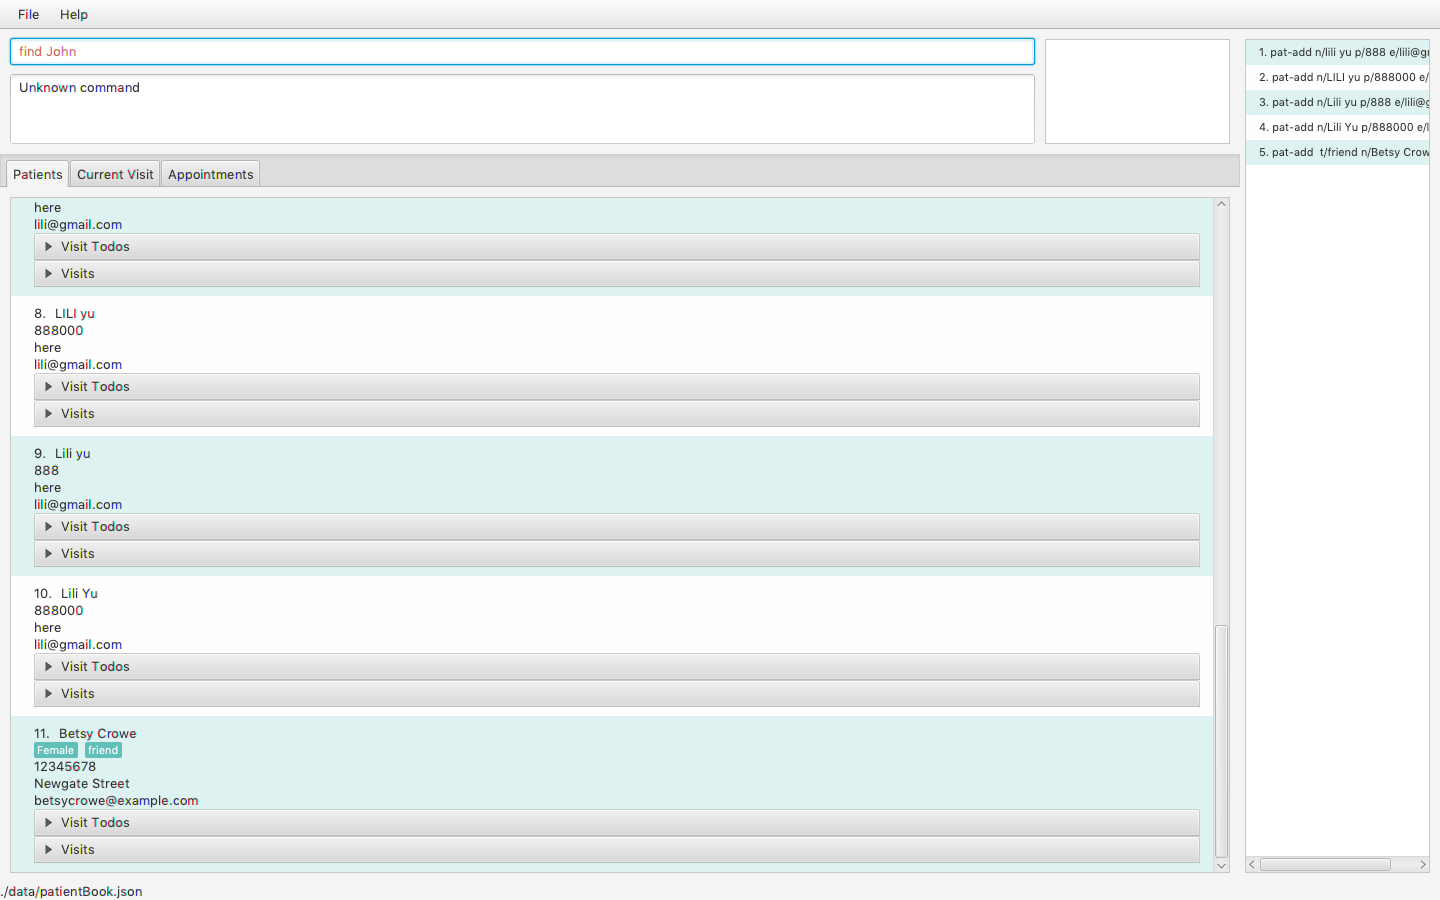 File Help
find John
Unknown command
1. pat-add n/lili yu p/888 e/lili@g
2. pat-add n/LILI yu p/888000 e/
3. pat-add n/Lili yu p/888 e/lili@g
4. pat-add n/Lili Yu p/888000 e/l
5. pat-add  t/friend n/Betsy Crow
Patients Current Visit Appointments
here
lili@gmail.com
Visit Todos
Visits
8. LILI yu
888000
here
lili@gmail.com
Visit Todos
Visits
9. Lili yu
888
here
lili@gmail.com
Visit Todos
Visits
10. Lili Yu
888000
here
lili@gmail.com
Visit Todos
Visits
11. Betsy Crowe
Female friend
12345678
Newgate Street
betsycrowe@example.com
Visit Todos
Visits
./data/patientBook.json